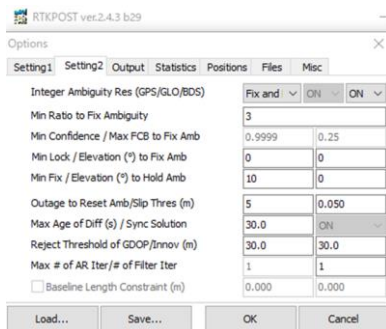 RTKPOST ver.2.4.3 b29
Options
Setting1 Setting2 Output Statistics Positions Files Misc
Integer Ambiguity Res (GPS/GLO/BDS) Fix and ON ON
Min Ratio to Fix Ambiguity 3
Min Confidence / Max FCB to Fix Amb 0.9999 0.25
Min Lock / Elevation (°) to Fix Amb 0 0
Min Fix / Elevation (°) to Hold Amb 10 0
Outage to Reset Amb/Slip Thres (m) 5 0.050
Max Age of Diff (s) / Sync Solution 30.0 ON
Reject Threshold of GDOP/Innov (m) 30.0 30.0
Max # of AR Iter/# of Filter Iter 1 1
Baseline Length Constraint (m) 0.000 0.000
Load... Save... OK Cancel